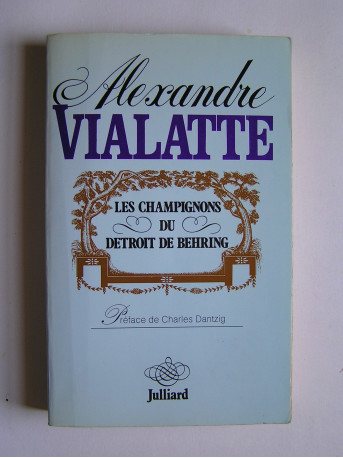 Alexandre
VIALATTE
LES CHAMPIGNONS
DU
DETROIT DE BEHRING
Préface de Charles Dantzig
Julliard